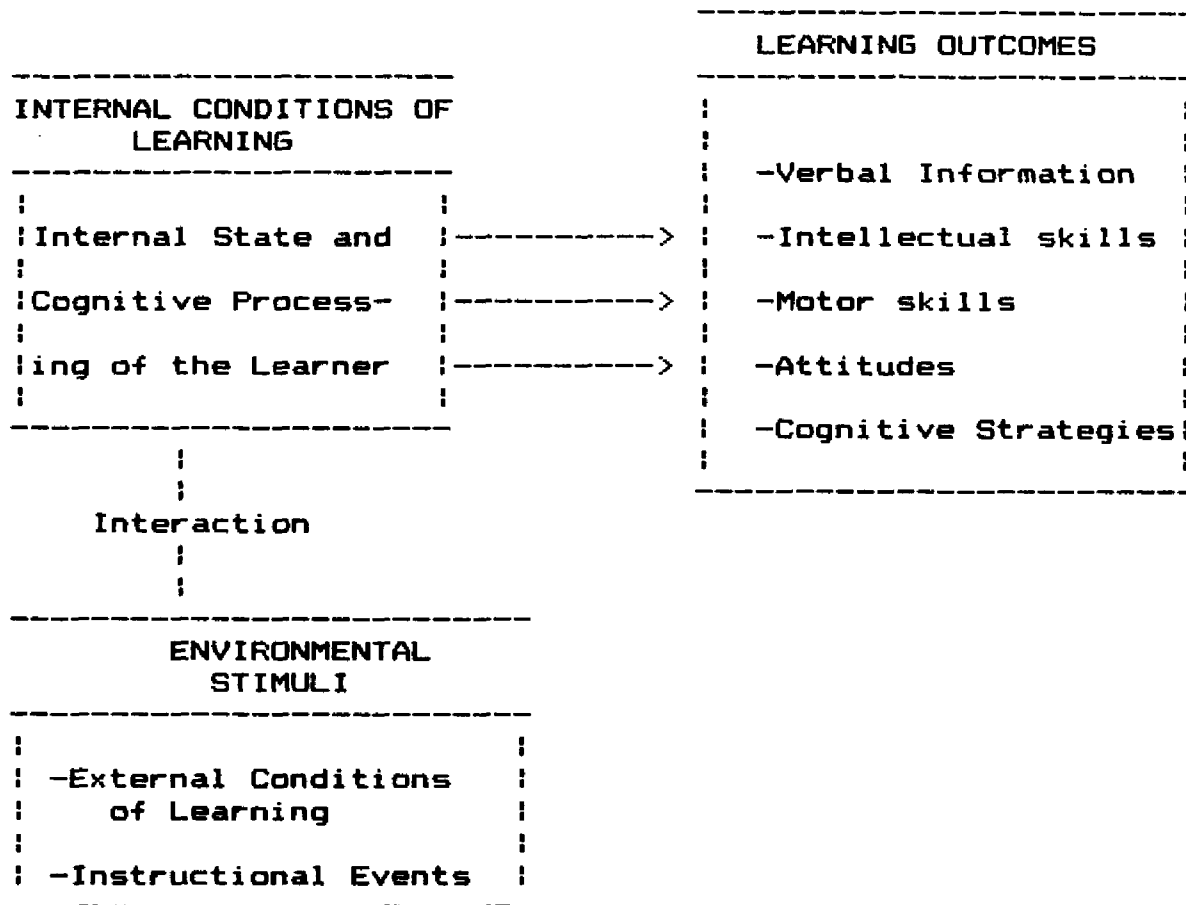 LEARNING OUTCOMES
INTERNAL CONDITIONS OF
LEARNING
-Verbal Information
Internal State and
-Intellectual skills
Cognitive Process-
-Motor skills
ing of the Learner
-Attitudes
-Cognitive Strategies
Interaction
ENVIRONMENTAL
STIMULI
-External Conditions
of Learning
-Instructional Events